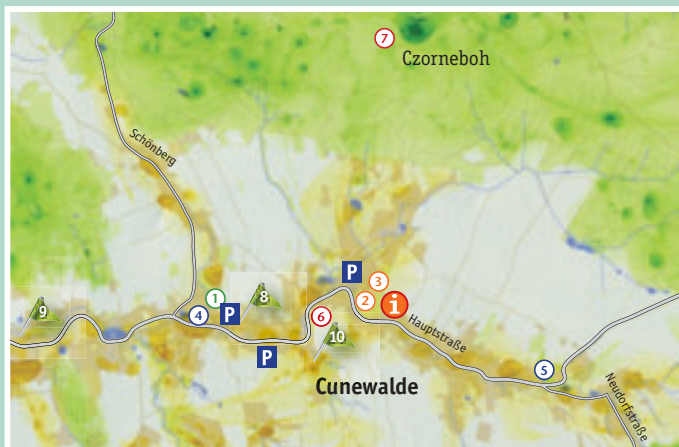 7
Czorneboh
Schönberg
P
3
1
8
2
i
9
4
P
6
10
Hauptstraße
P
5
Cunewalde
Neudorfstraße